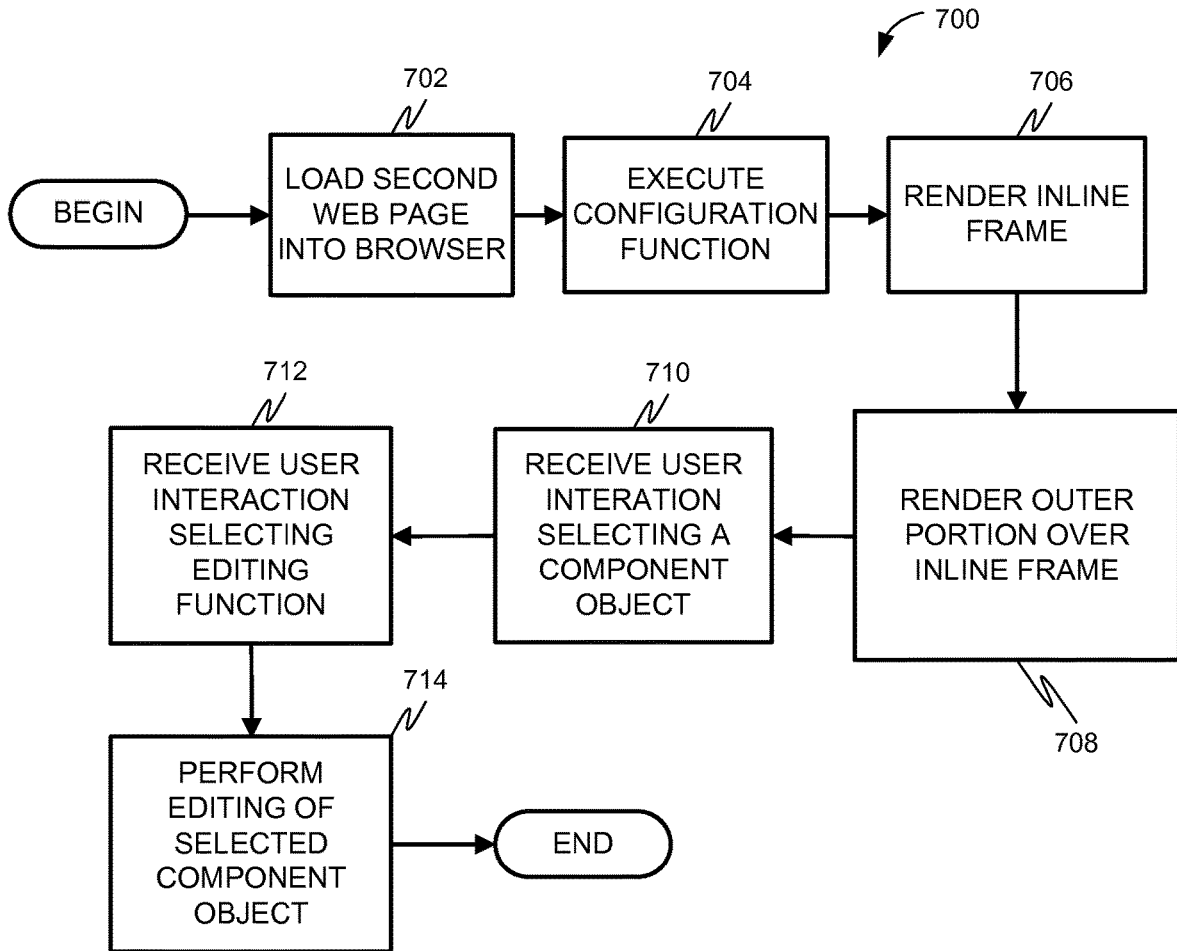 700
702
704
706
BEGIN
LOAD SECOND
WEB PAGE
INTO BROWSER
EXECUTE
CONFIGURATION
FUNCTION
RENDER INLINE
FRAME
712
710
RECEIVE USER
INTERACTION
SELECTING
EDITING
FUNCTION
RECEIVE USER
INTERATION
SELECTING A
COMPONENT
OBJECT
RENDER OUTER
PORTION OVER
INLINE FRAME
708
714
PERFORM
EDITING OF
SELECTED
COMPONENT
OBJECT
END